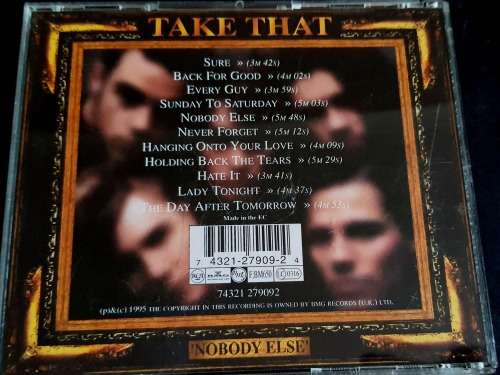 TAKE THAT
SURE » (3M 42s)
BACK FOR GOOD » (4M 02s)
EVERY GUY » (3M 59s)
SUNDAY TO SATURDAY » (5M 03s)
NOBODY ELSE » (5M 48s)
NEVER FORGET » (5M 12s)
HANGING ONTO YOUR LOVE » (4M 09s)
HOLDING BACK THE TEARS » (5M 29s)
HATE IT » (3M 41s)
LADY TONIGHT » (4M 37s)
THE DAY AFTER TOMORROW » (4M 53s)
Made in the EC
7 4321-27909-2 4
74321 279092
(p)&(c) 1995 THE COPYRIGHT IN THIS RECORDING IS OWNED BY BMG RECORDS (U.K.) LTD.
'NOBODY ELSE'